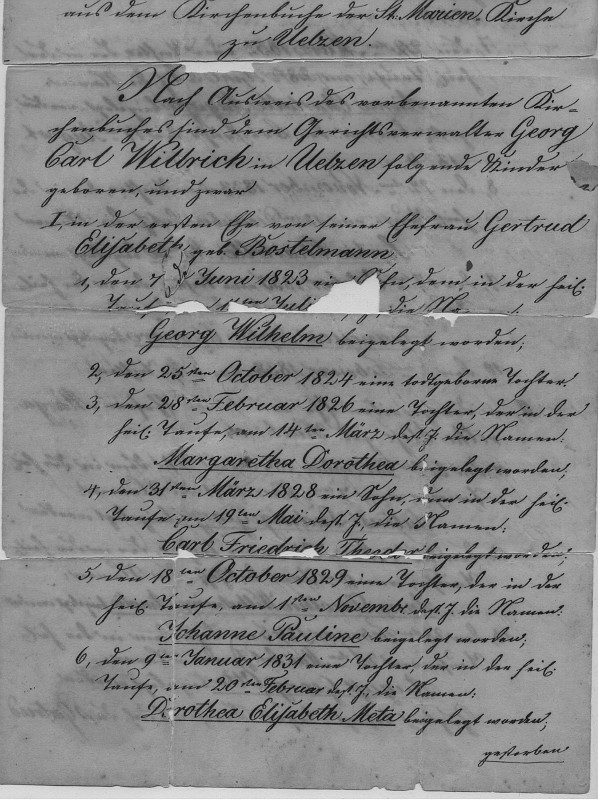 aus dem Kirchenbuche der St. Marien-Kirche
zu Uelzen.
Nach Ausweis des vorbenannten Kir-
chenbuches sind dem Gerichtsverwalter Georg
Carl Willrich in Uelzen folgende Kinder
geboren, und zwar
I, in der ersten Ehe von seiner Ehefrau Gertrud
Elisabeth geb. Bostelmann
1, den 7 Juni 1823 ein Sohn, dem in der heil.
die
Georg Wilhelm beigelegt worden;
2, den 25sten October 1824 eine todtgeborne Tochter.
3, den 28sten Februar 1826 eine Tochter, der in der
heil. Taufe, am 14ten März dess. J. die Namen:
Margaretha Dorothea beigelegt worden;
4, den 31sten März 1828 ein Sohn, dem in der heil.
Taufe, am 19ten Mai dess. J., die Namen:
Carl Friedrich Theodor beigelegt worden;
5, den 18ten October 1829 eine Tochter, der in der
heil. Taufe, am 1sten Novembr. dess. J. die Namen:
Johanne Pauline beigelegt worden;
6, den 9ten Januar 1831 eine Tochter, der in der heil.
Taufe, am 20sten Februar dess. J., die Namen:
Dorothea Elisabeth Meta beigelegt worden;
gestorben